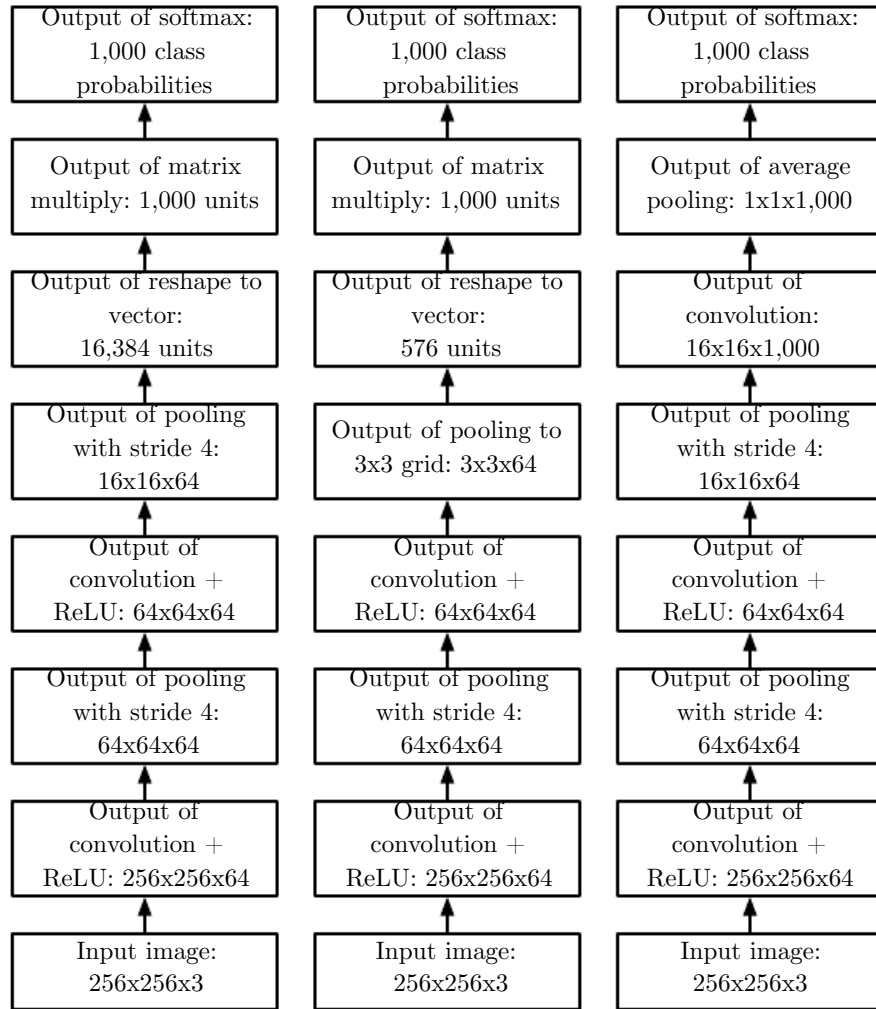 Output of softmax:
1,000 class
probabilities
Output of matrix
multiply: 1,000 units
Output of reshape to
vector:
16,384 units
Output of pooling
with stride 4:
16x16x64
Output of
convolution +
ReLU: 64x64x64
Output of pooling
with stride 4:
64x64x64
Output of
convolution +
ReLU: 256x256x64
Input image:
256x256x3
Output of softmax:
1,000 class
probabilities
Output of matrix
multiply: 1,000 units
Output of reshape to
vector:
576 units
Output of pooling to
3x3 grid: 3x3x64
Output of
convolution +
ReLU: 64x64x64
Output of pooling
with stride 4:
64x64x64
Output of
convolution +
ReLU: 256x256x64
Input image:
256x256x3
Output of softmax:
1,000 class
probabilities
Output of average
pooling: 1x1x1,000
Output of
convolution:
16x16x1,000
Output of pooling
with stride 4:
16x16x64
Output of
convolution +
ReLU: 64x64x64
Output of pooling
with stride 4:
64x64x64
Output of
convolution +
ReLU: 256x256x64
Input image:
256x256x3